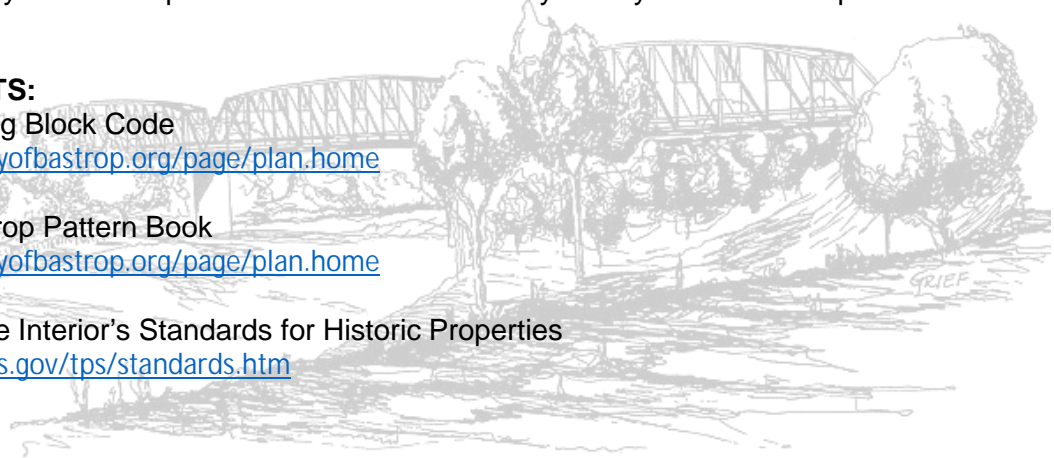 TS:
g Block Code
yofbastrop.org/page/plan.home
rop Pattern Book
yofbastrop.org/page/plan.home
e Interior's Standards for Historic Properties
s.gov/tps/standards.htm
GRIEF